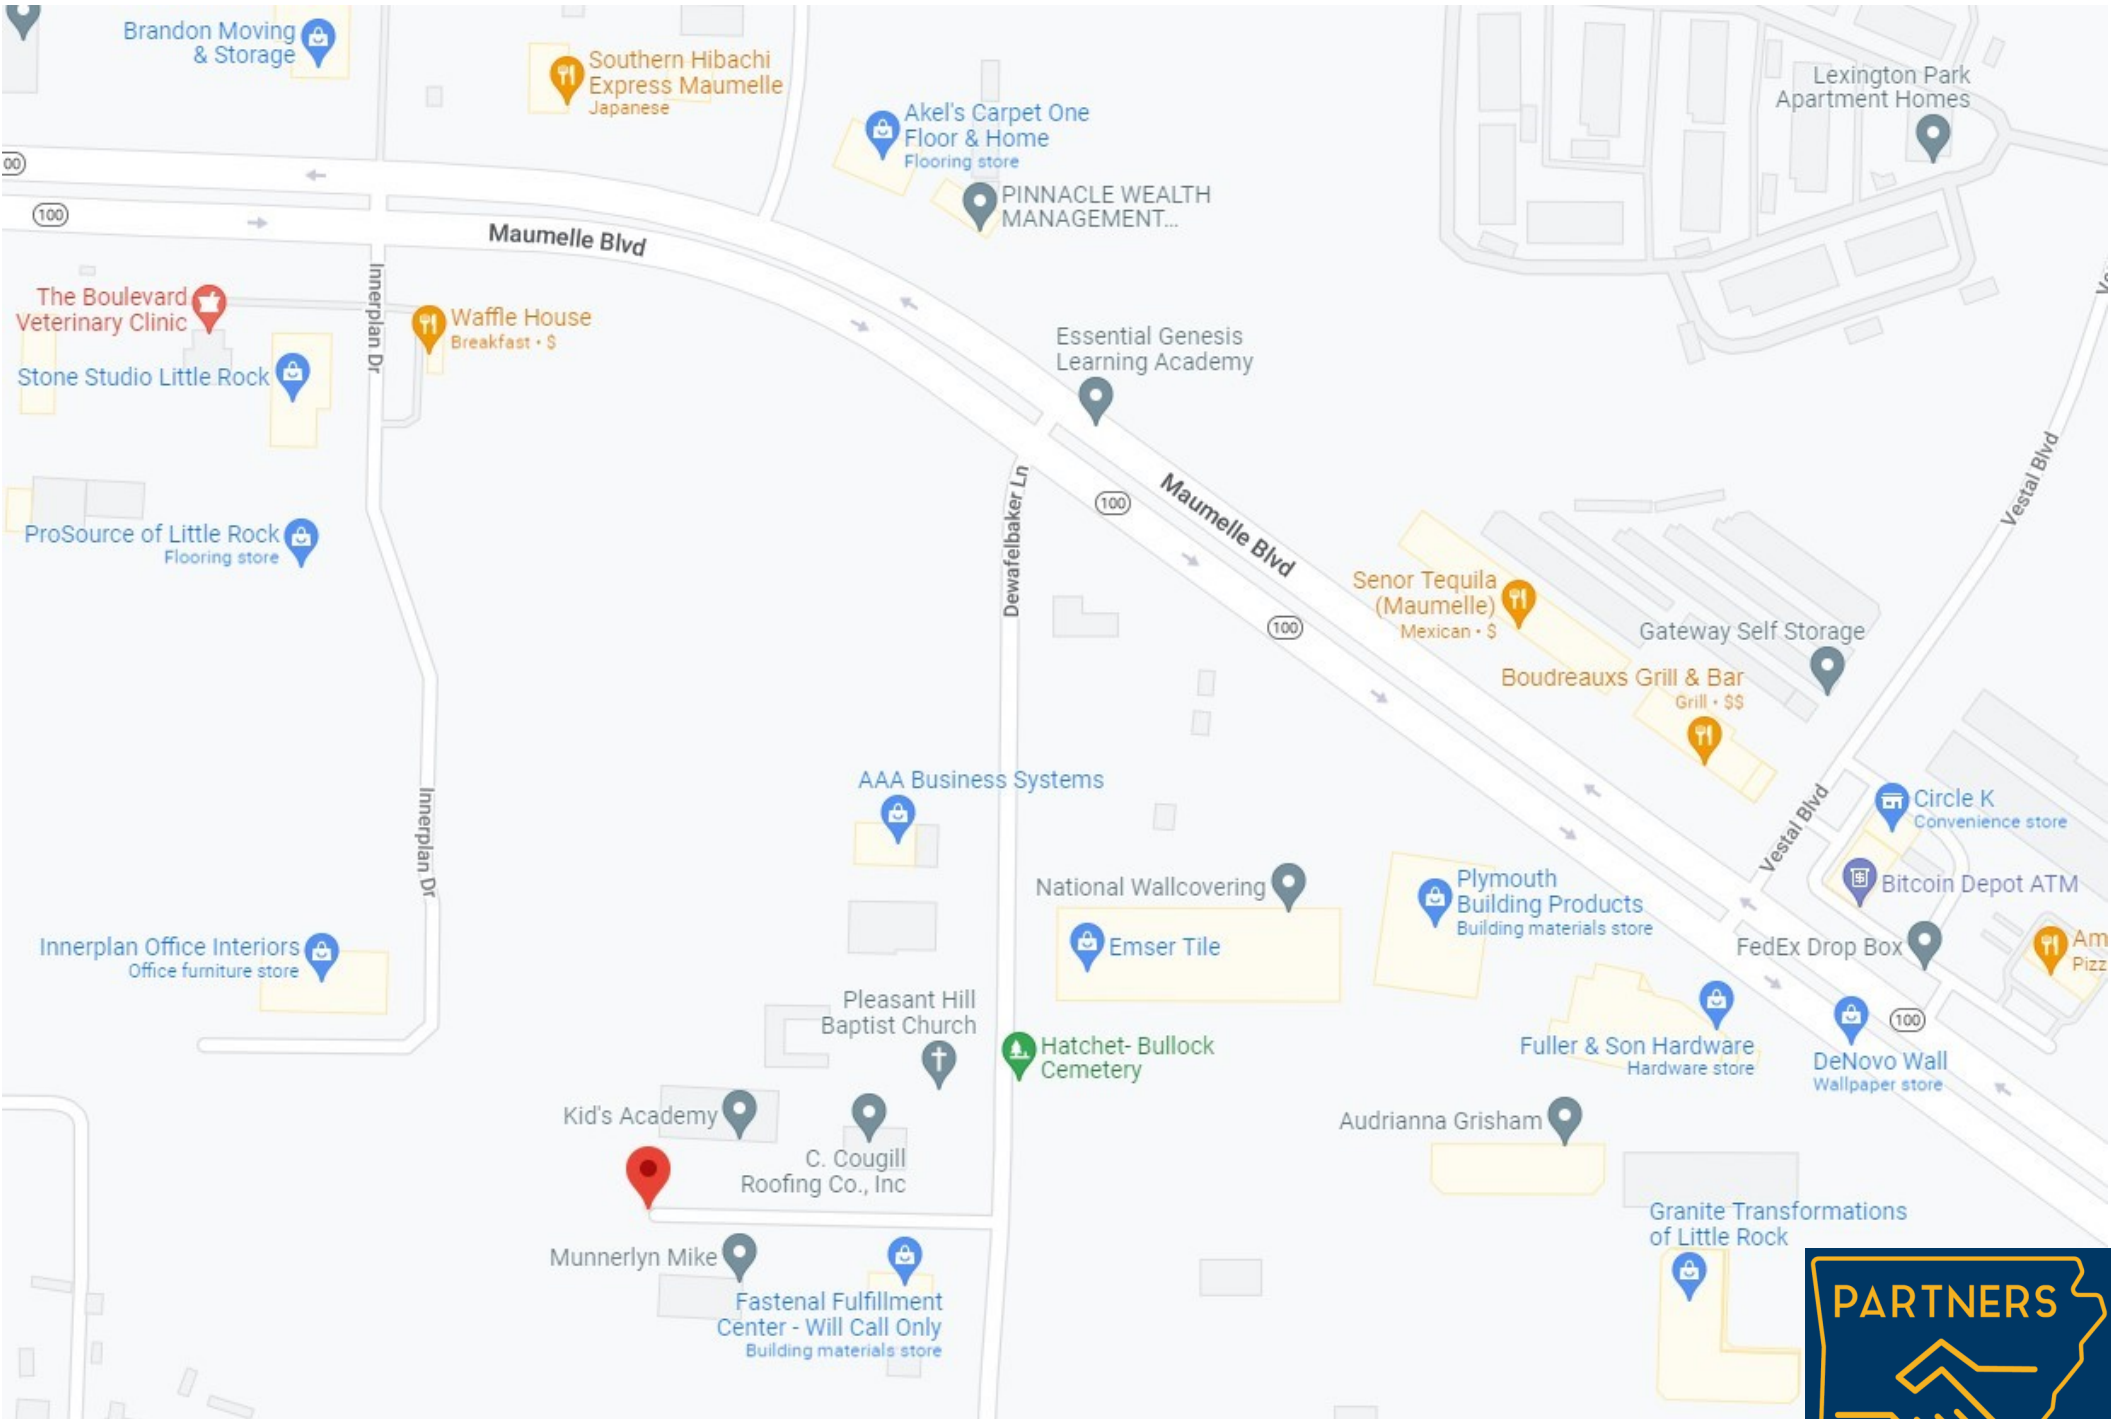 Brandon Moving
& Storage
Southern Hibachi
Express Maumelle
Japanese
Lexington Park
Apartment Homes
Akel's Carpet One
Floor & Home
Flooring store
00
PINNACLE WEALTH
MANAGEMENT...
100
Maumelle Blvd
Innerplan Dr
The Boulevard
Veterinary Clinic
Waffle House
Breakfast • $
Essential Genesis
Learning Academy
Stone Studio Little Rock
Vestal Blvd
Dewafelbaker Ln
100
Maumelle Blvd
ProSource of Little Rock
Flooring store
Senor Tequila
(Maumelle)
Mexican • $
100
Gateway Self Storage
Boudreauxs Grill & Bar
Grill • $$
AAA Business Systems
Innerplan Dr
Vestal Blvd
Circle K
Convenience store
National Wallcovering
Plymouth
Building Products
Building materials store
Bitcoin Depot ATM
Innerplan Office Interiors
Office furniture store
Emser Tile
FedEx Drop Box
Am
Pizz
Pleasant Hill
Baptist Church
100
Hatchet- Bullock
Cemetery
Fuller & Son Hardware
Hardware store
DeNovo Wall
Wallpaper store
Kid's Academy
Audrianna Grisham
C. Cougill
Roofing Co., Inc
Granite Transformations
of Little Rock
Munnerlyn Mike
Fastenal Fulfillment
Center - Will Call Only
Building materials store
PARTNERS